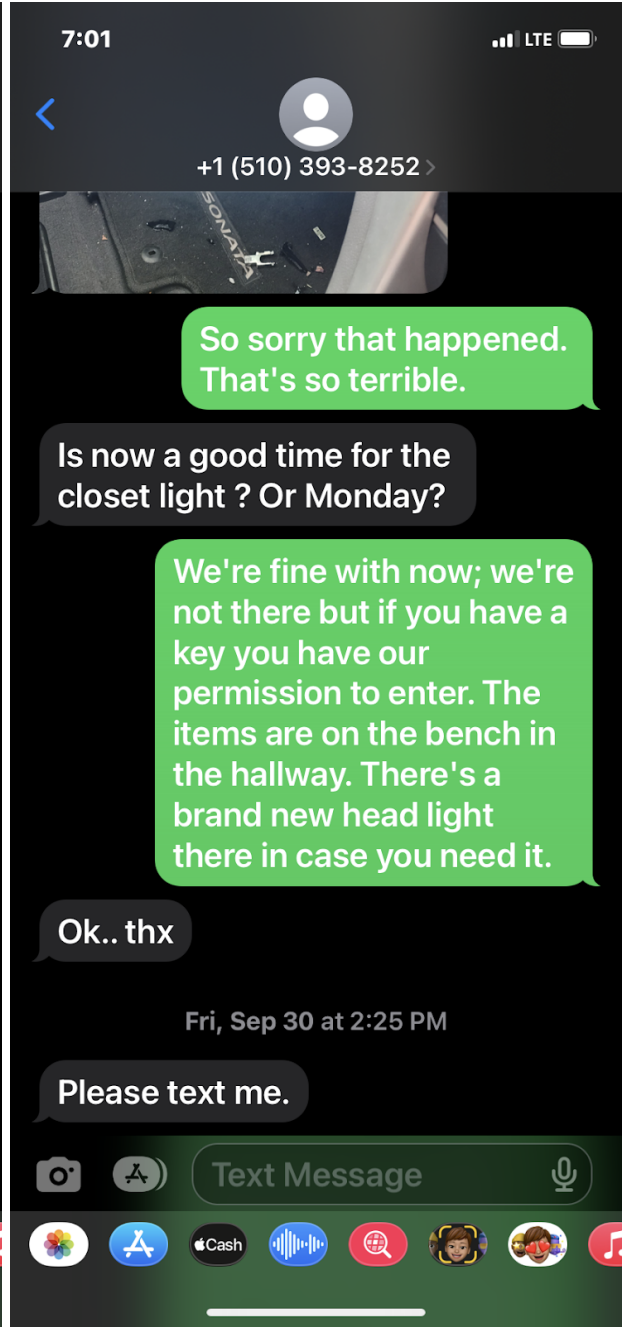 7:01
LTE
+1 (510) 393-8252
SONATA
So sorry that happened.
That's so terrible.
Is now a good time for the
closet light ? Or Monday?
We're fine with now; we're
not there but if you have a
key you have our
permission to enter. The
items are on the bench in
the hallway. There's a
brand new head light
there in case you need it.
Ok.. thx
Fri, Sep 30 at 2:25 PM
Please text me.
Text Message
Cash